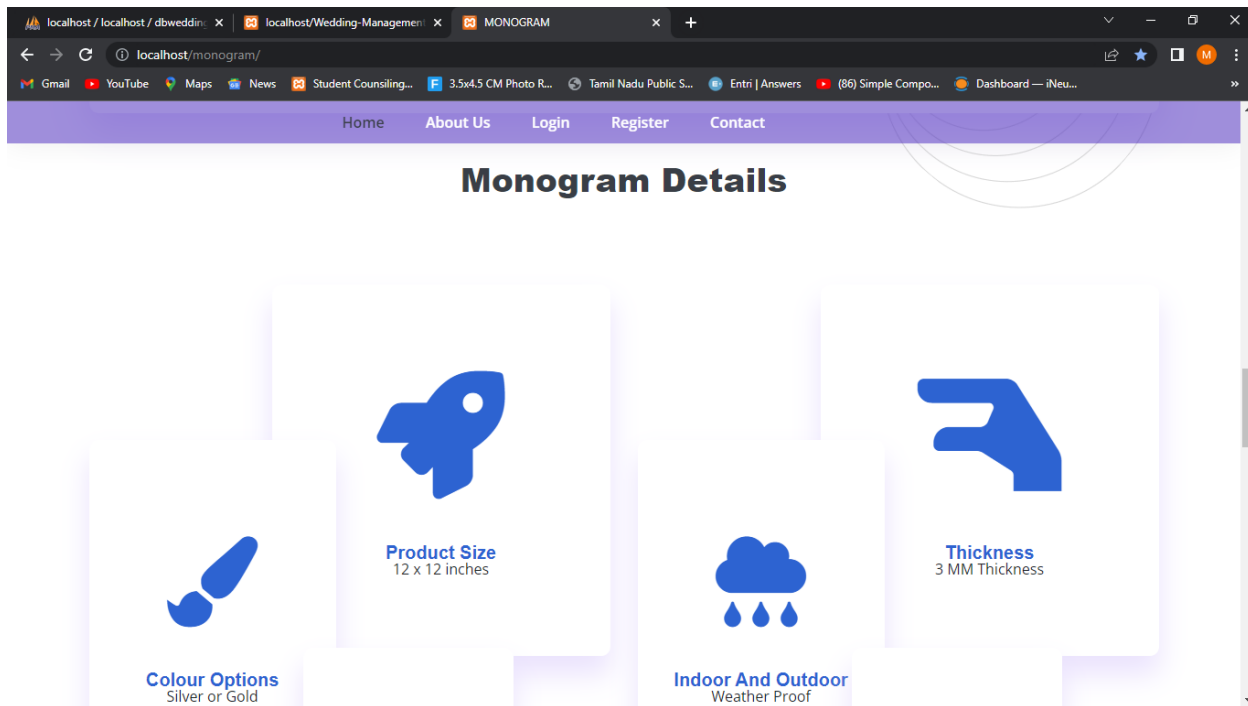 localhost / localhost / dbwedding
localhost/Wedding-Management
MONOGRAM
localhost/monogram/
M
Gmail
YouTube
Maps
News
Student Counsiling...
3.5x4.5 CM Photo R...
Tamil Nadu Public S...
Entri | Answers
(86) Simple Compo...
Dashboard — iNeu...
Home
About Us
Login
Register
Contact
Monogram Details
Product Size
12 x 12 inches
Thickness
3 MM Thickness
Colour Options
Silver or Gold
Indoor And Outdoor
Weather Proof